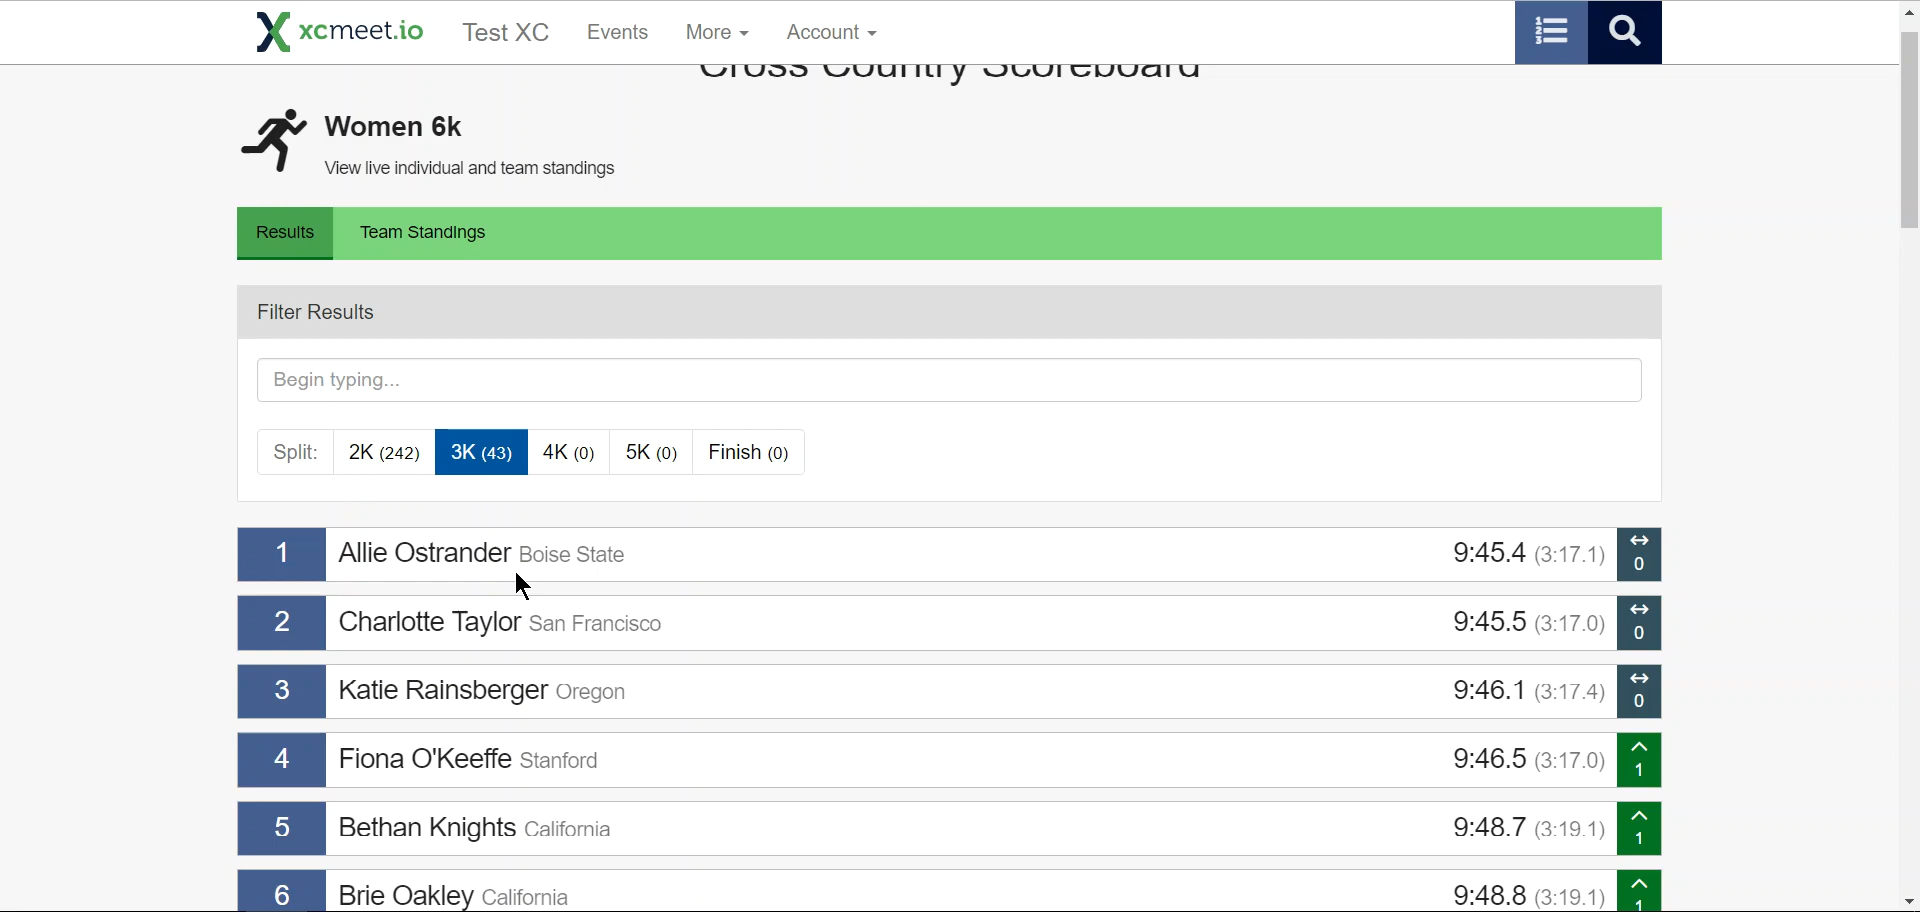 xcmeet.io Test XC Events More Account
Cross Country Scoreboard
Women 6k
View live individual and team standings
Results Team Standings
Filter Results
Begin typing...
Split: 2K (242) 3K (43) 4K (0) 5K (0) Finish (0)
1 Allie Ostrander Boise State 9:45.4 (3:17.1) 0
2 Charlotte Taylor San Francisco 9:45.5 (3:17.0) 0
3 Katie Rainsberger Oregon 9:46.1 (3:17.4) 0
4 Fiona O'Keeffe Stanford 9:46.5 (3:17.0) 1
5 Bethan Knights California 9:48.7 (3:19.1) 1
6 Brie Oakley California 9:48.8 (3:19.1) 1